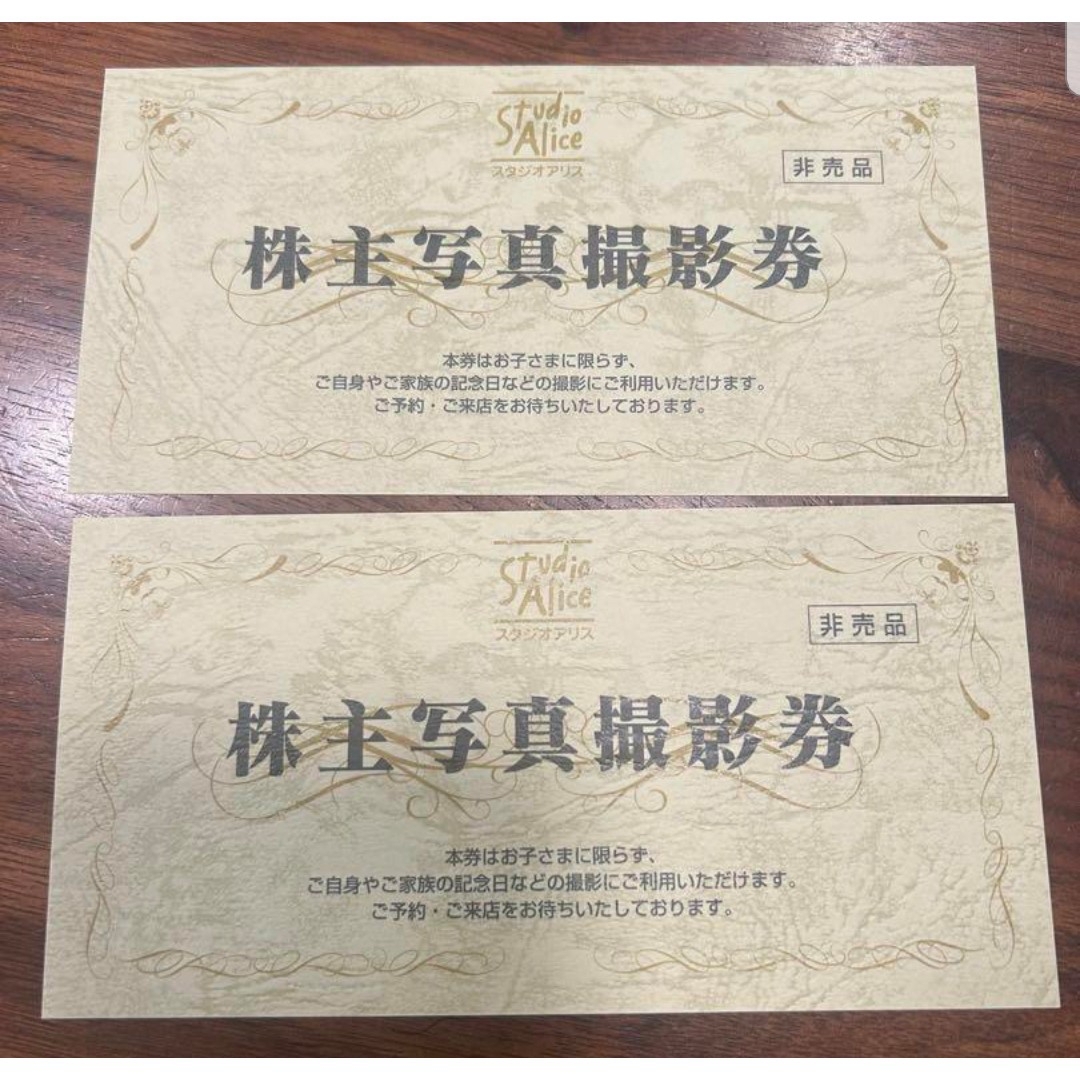 Studio
Alice
スタジオアリス
非売品
株主写真撮影券
本券はお子さまに限らず、
ご自身やご家族の記念日などの撮影にご利用いただけます。
ご予約・ご来店をお待ちいたしております。
Studio
Alice
スタジオアリス
非売品
株主写真撮影券
本券はお子さまに限らず、
ご自身やご家族の記念日などの撮影にご利用いただけます。
ご予約・ご来店をお待ちいたしております。